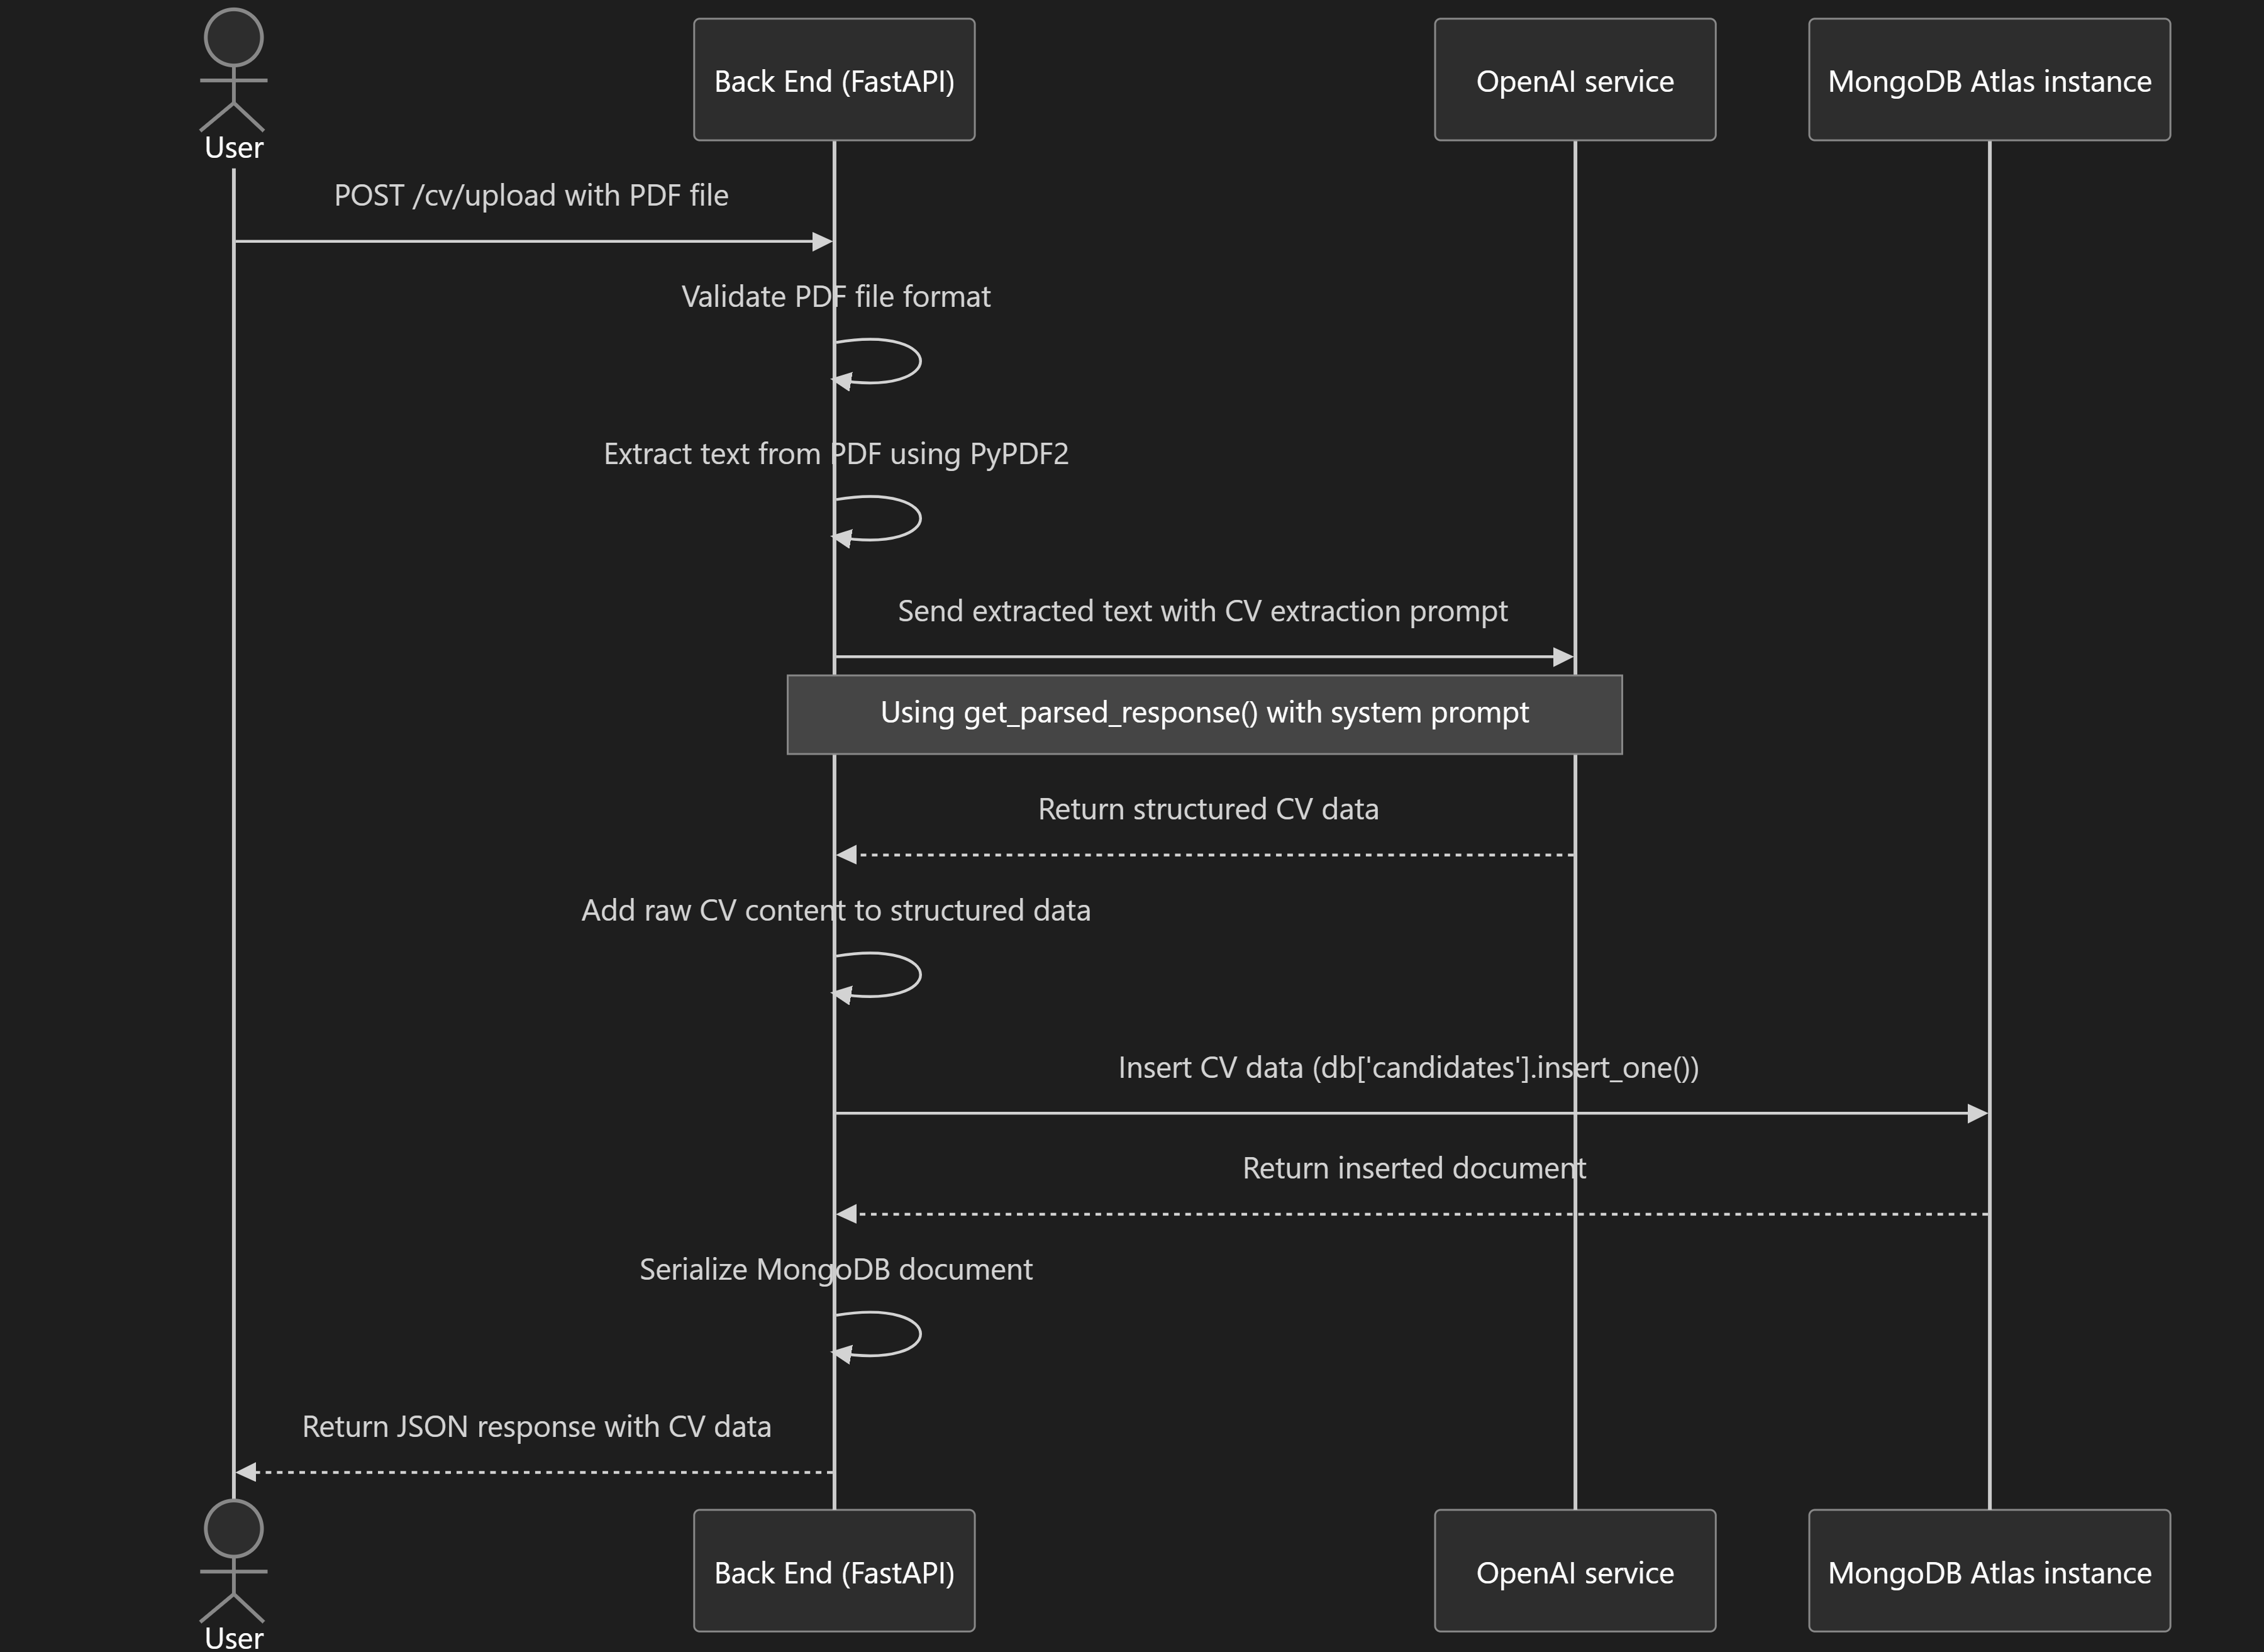 User
Back End (FastAPI)
OpenAI service
MongoDB Atlas instance
POST /cv/upload with PDF file
Validate PDF file format
Extract text from PDF using PyPDF2
Send extracted text with CV extraction prompt
Using get_parsed_response() with system prompt
Return structured CV data
Add raw CV content to structured data
Insert CV data (db['candidates'].insert_one())
Return inserted document
Serialize MongoDB document
Return JSON response with CV data
User
Back End (FastAPI)
OpenAI service
MongoDB Atlas instance